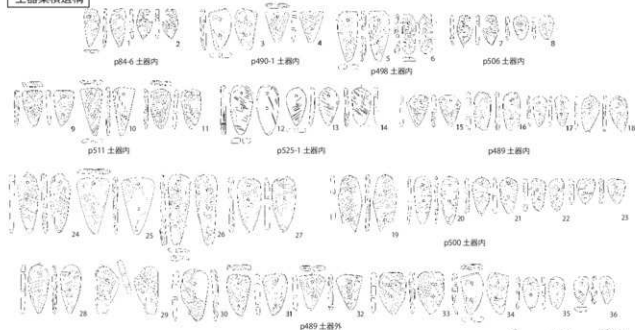 土器集積遺構
1 2 3 4 5 6 7 8
p84-6 土器内 p490-1 土器内 p498 土器内 p506 土器内
9 10 11 12 13 14 15 16 17 18
p511 土器内 p525-1 土器内 p489 土器内
24 25 26 27 19 20 21 22 23
p500 土器内
28 29 30 31 32 33 34 35 36
p489 土器外